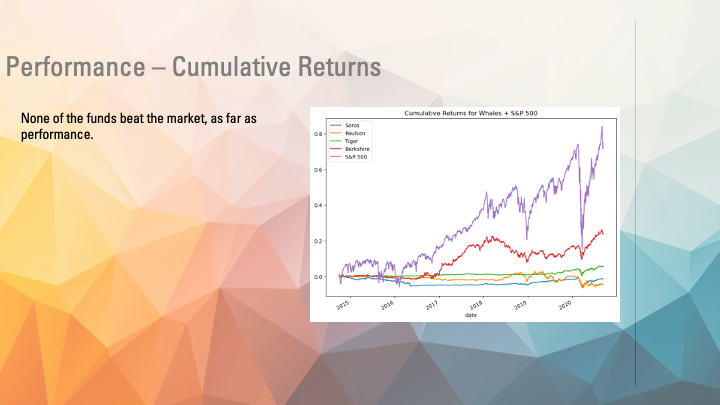 Performance – Cumulative Returns
None of the funds beat the market, as far as
performance.
Cumulative Returns for Whales + S&P 500
Soros
Paulson
Tiger
Berkshire
S&P 500
0.8
0.6
0.4
0.2
0.0
2015
2016
2017
2018
2019
2020
date